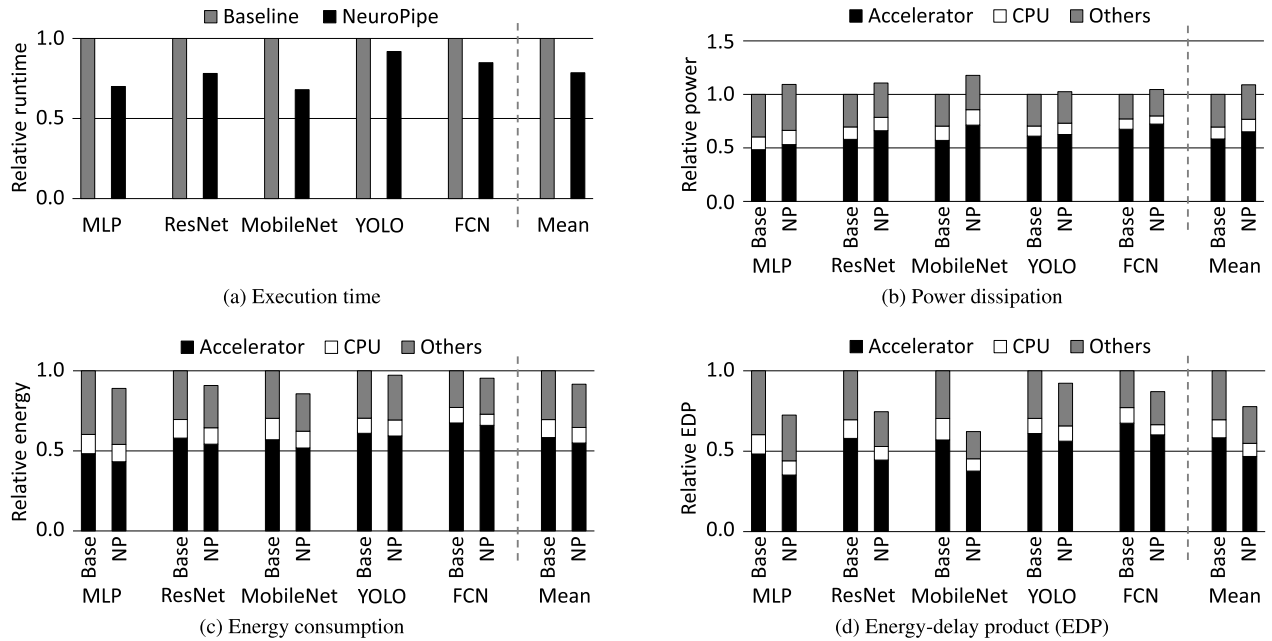 Baseline NeuroPipe
Relative runtime
1.0
0.5
0.0
MLP ResNet MobileNet YOLO FCN Mean
(a) Execution time
Accelerator CPU Others
Relative power
1.5
1.0
0.5
0.0
Base NP Base NP Base NP Base NP Base NP Base NP
MLP ResNet MobileNet YOLO FCN Mean
(b) Power dissipation
Accelerator CPU Others
Relative energy
1.0
0.5
0.0
Base NP Base NP Base NP Base NP Base NP Base NP
MLP ResNet MobileNet YOLO FCN Mean
(c) Energy consumption
Accelerator CPU Others
Relative EDP
1.0
0.5
0.0
Base NP Base NP Base NP Base NP Base NP Base NP
MLP ResNet MobileNet YOLO FCN Mean
(d) Energy-delay product (EDP)